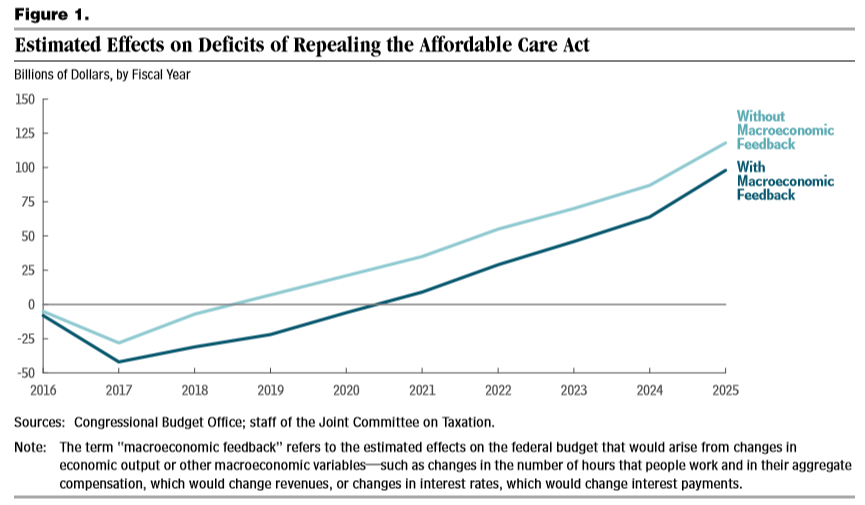 Figure 1.
Estimated Effects on Deficits of Repealing the Affordable Care Act
Billions of Dollars, by Fiscal Year
150
125
100
75
50
25
0
-25
-50
Without
Macroeconomic
Feedback
With
Macroeconomic
Feedback
2016 2017 2018 2019 2020 2021 2022 2023 2024 2025
Sources: Congressional Budget Office; staff of the Joint Committee on Taxation.
Note: The term "macroeconomic feedback" refers to the estimated effects on the federal budget that would arise from changes in
economic output or other macroeconomic variables—such as changes in the number of hours that people work and in their aggregate
compensation, which would change revenues, or changes in interest rates, which would change interest payments.